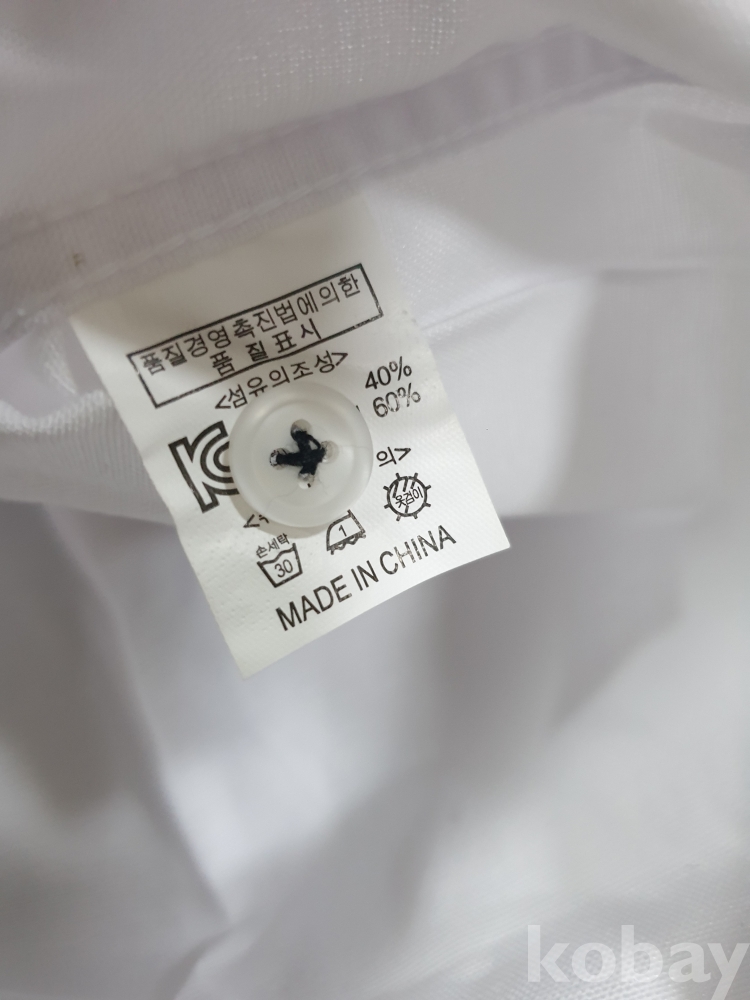 품질경영촉진법에의한
품 질 표 시
<섬유의조성>
40%
60%
의>
손세탁
30
1
옷걸이
MADE IN CHINA
kobay